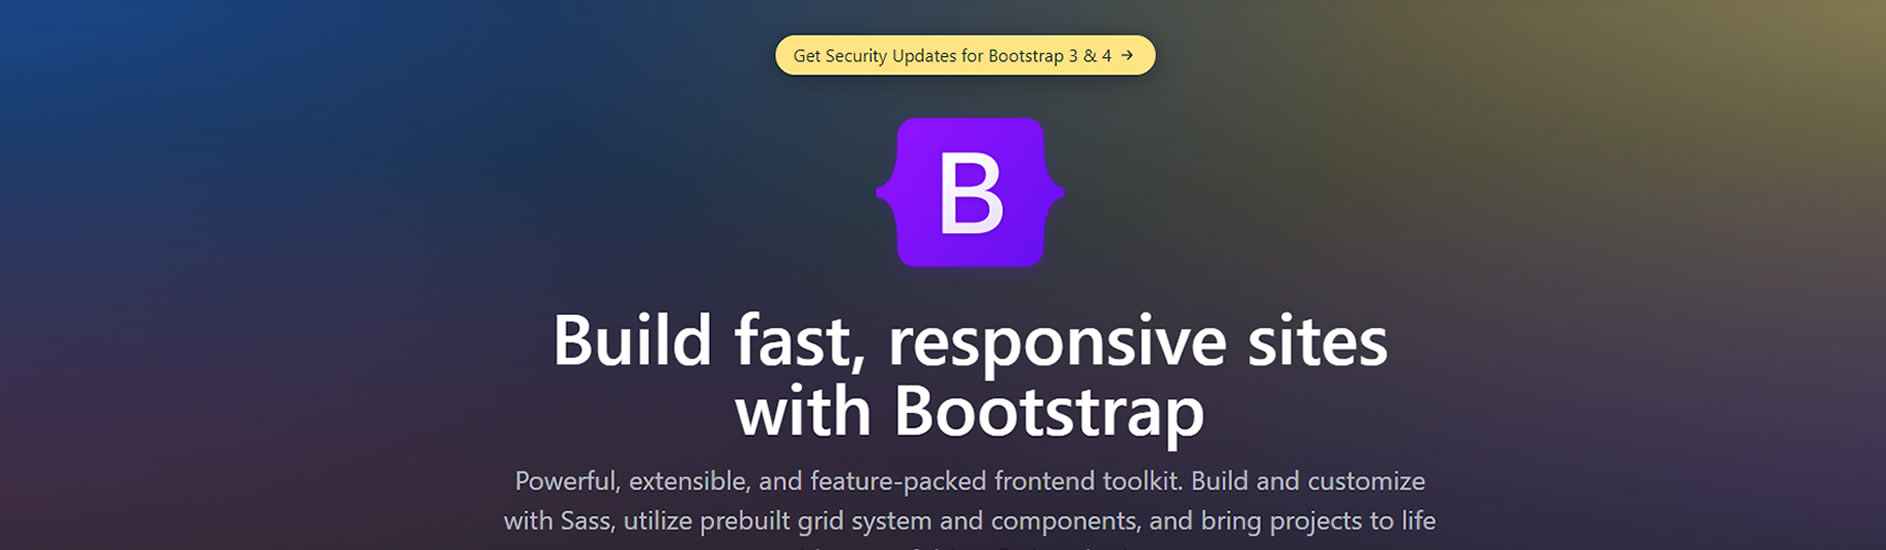 Get Security Updates for Bootstrap 3 & 4 →
B
Build fast, responsive sites
with Bootstrap
Powerful, extensible, and feature-packed frontend toolkit. Build and customize
with Sass, utilize prebuilt grid system and components, and bring projects to life